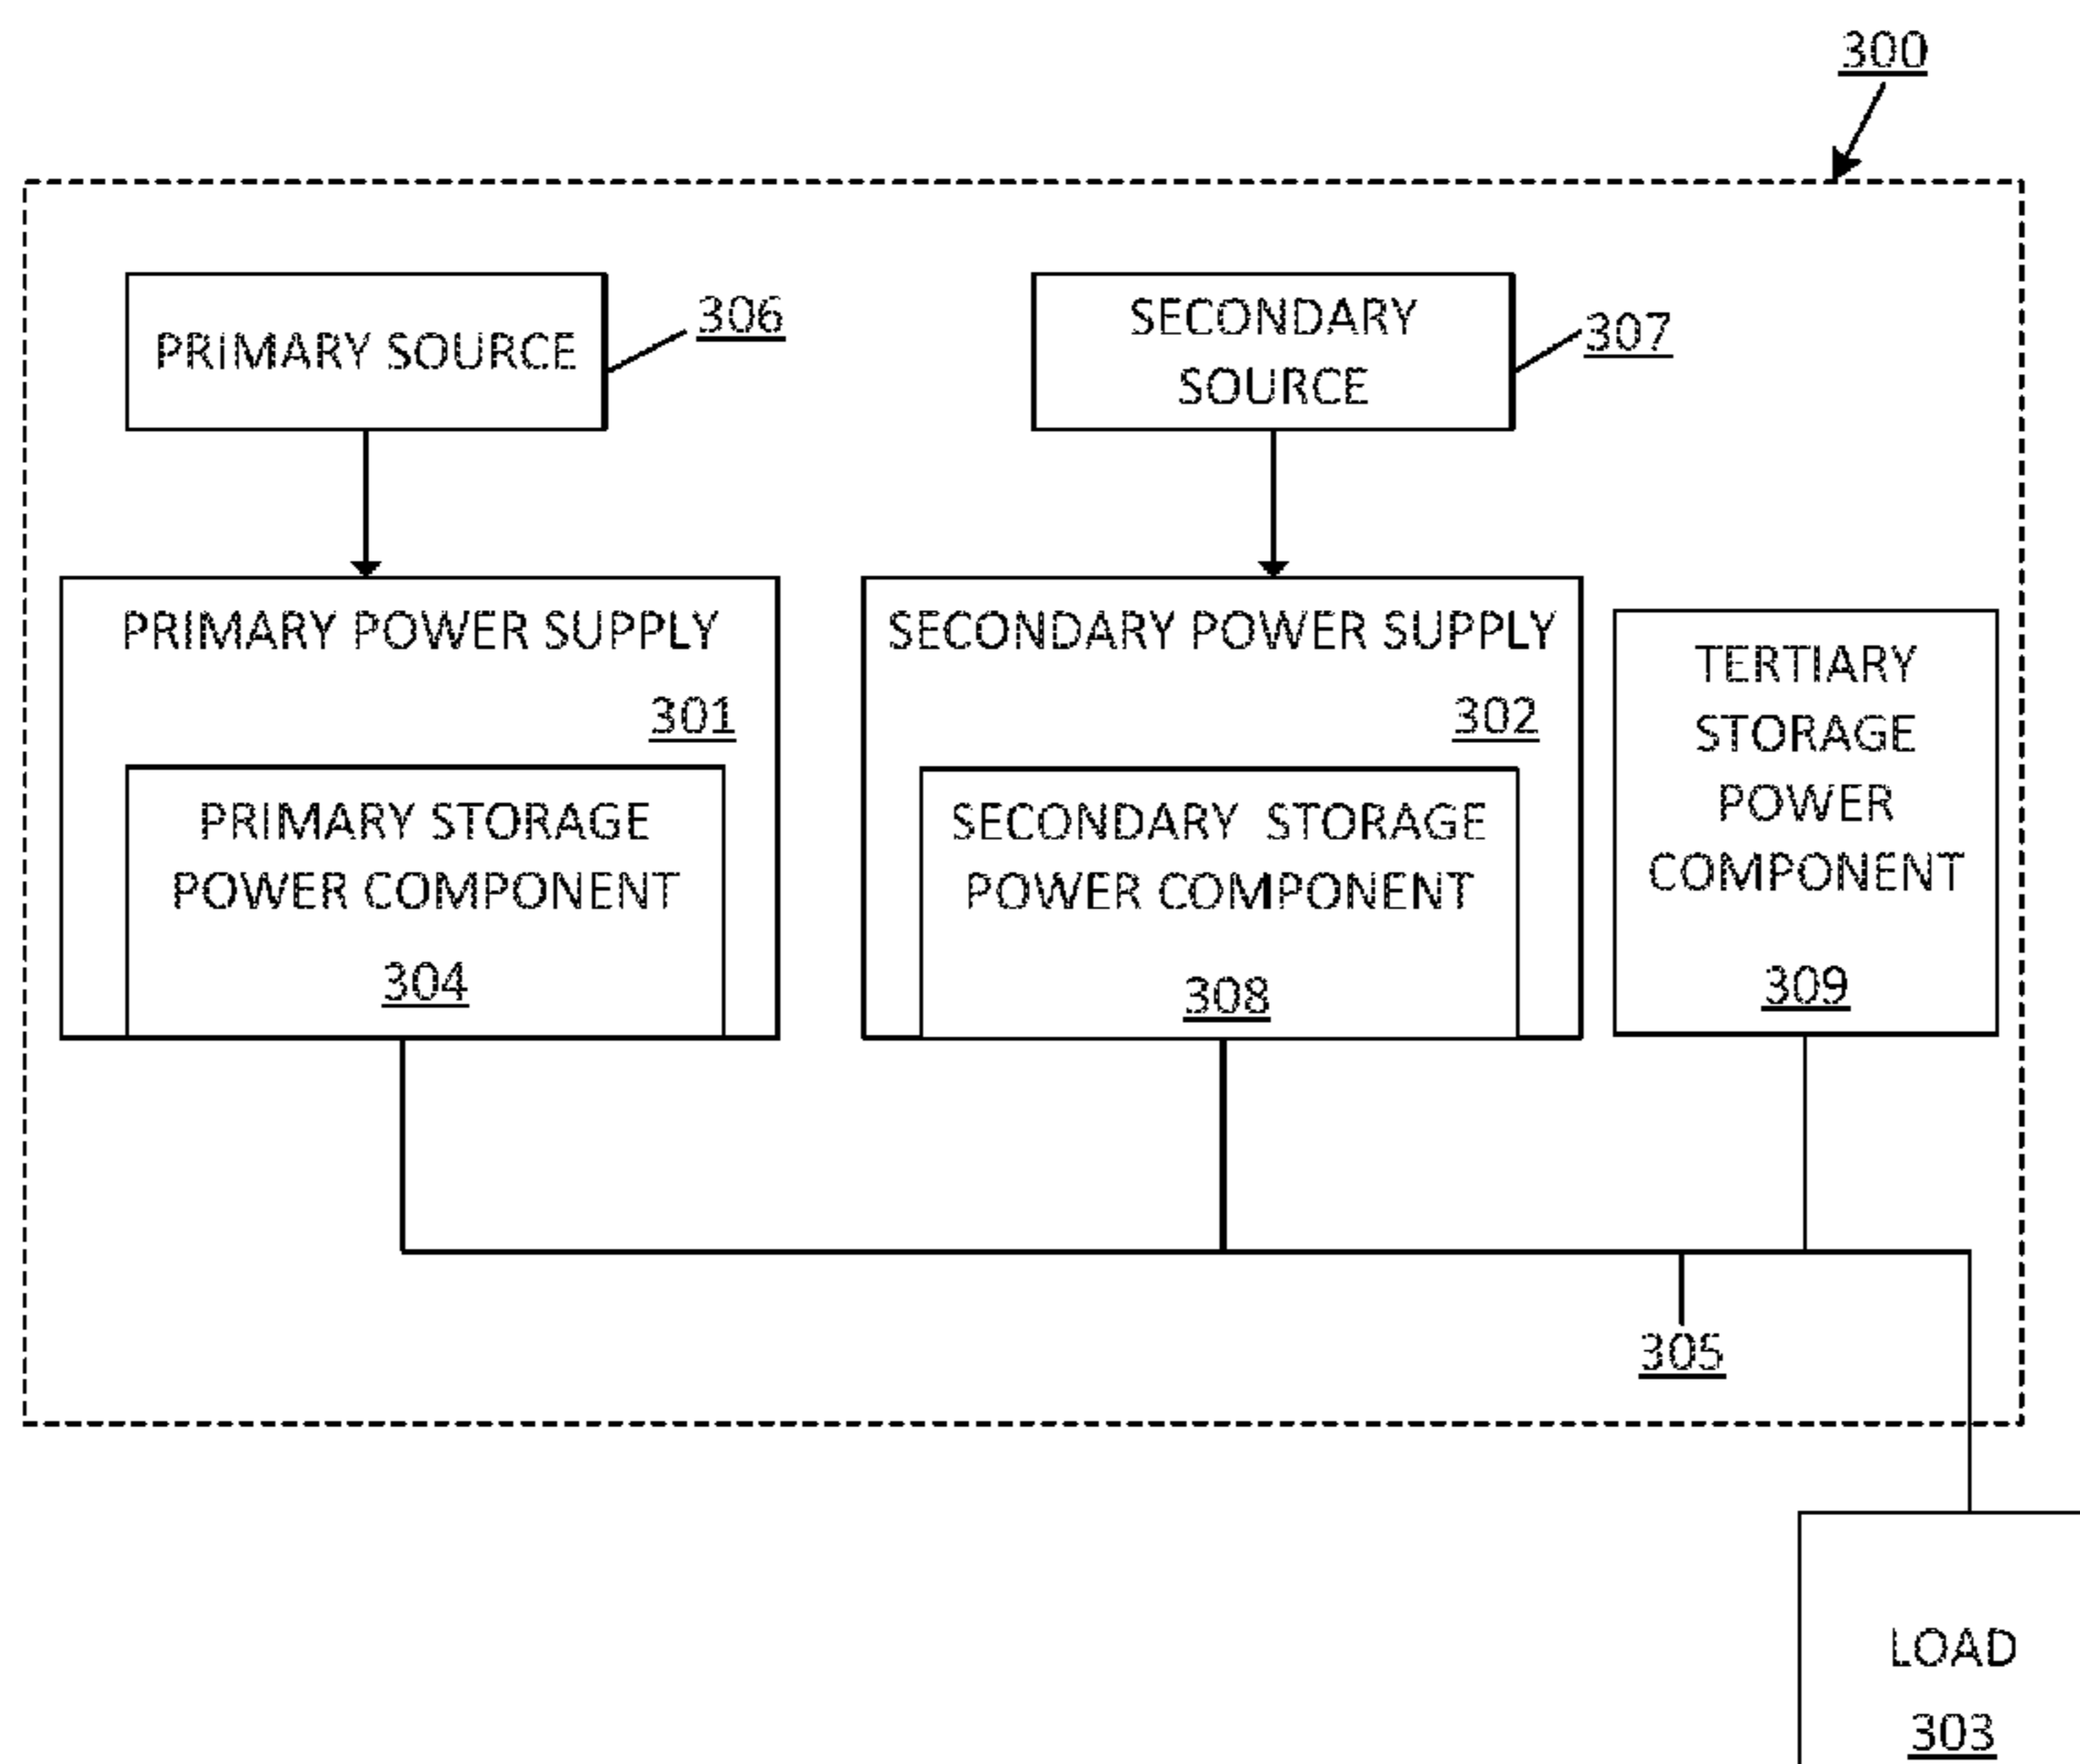 300
PRIMARY SOURCE
306
SECONDARY
SOURCE
307
PRIMARY POWER SUPPLY
301
PRIMARY STORAGE
POWER COMPONENT
304
SECONDARY POWER SUPPLY
302
SECONDARY STORAGE
POWER COMPONENT
308
TERTIARY
STORAGE
POWER
COMPONENT
309
305
LOAD
303